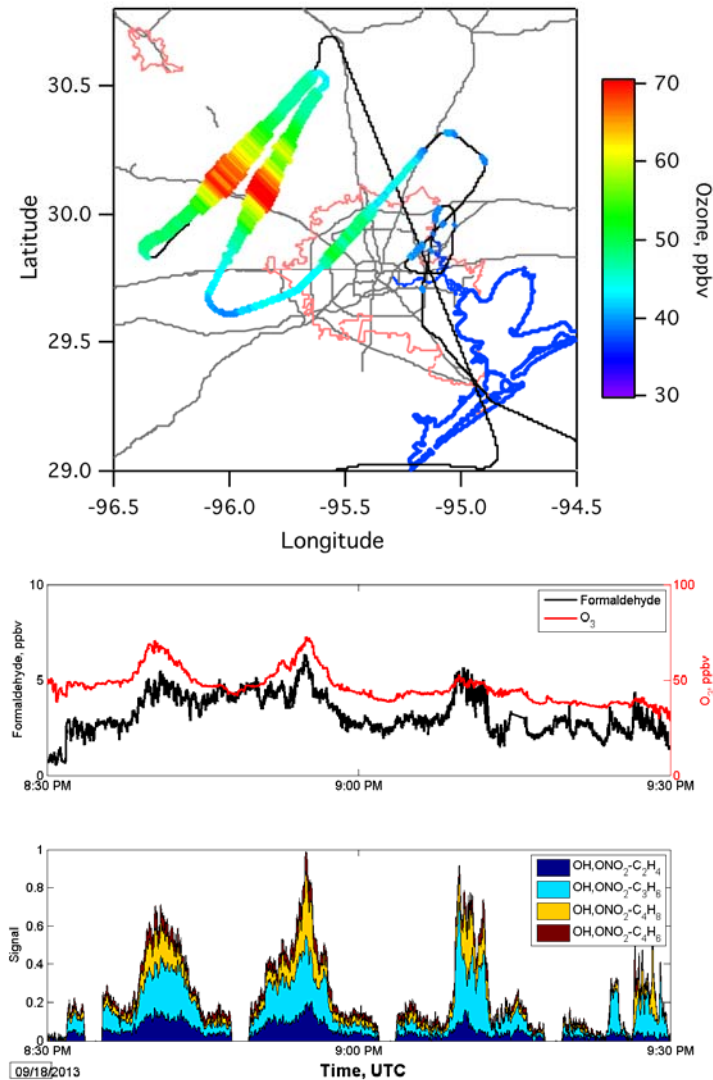 30.5
30.0
29.5
29.0
Latitude
-96.5 -96.0 -95.5 -95.0 -94.5
Longitude
70
60
50
40
30
Ozone, ppbv
10
5
0
Formaldehyde, ppbv
Formaldehyde
O3
100
50
0
O3, ppbv
8:30 PM 9:00 PM 9:30 PM
1
0.8
0.6
0.4
0.2
0
Signal
OH,ONO2-C2H4
OH,ONO2-C3H6
OH,ONO2-C4H8
OH,ONO2-C4H6
8:30 PM 9:00 PM 9:30 PM
09/18/2013 Time, UTC